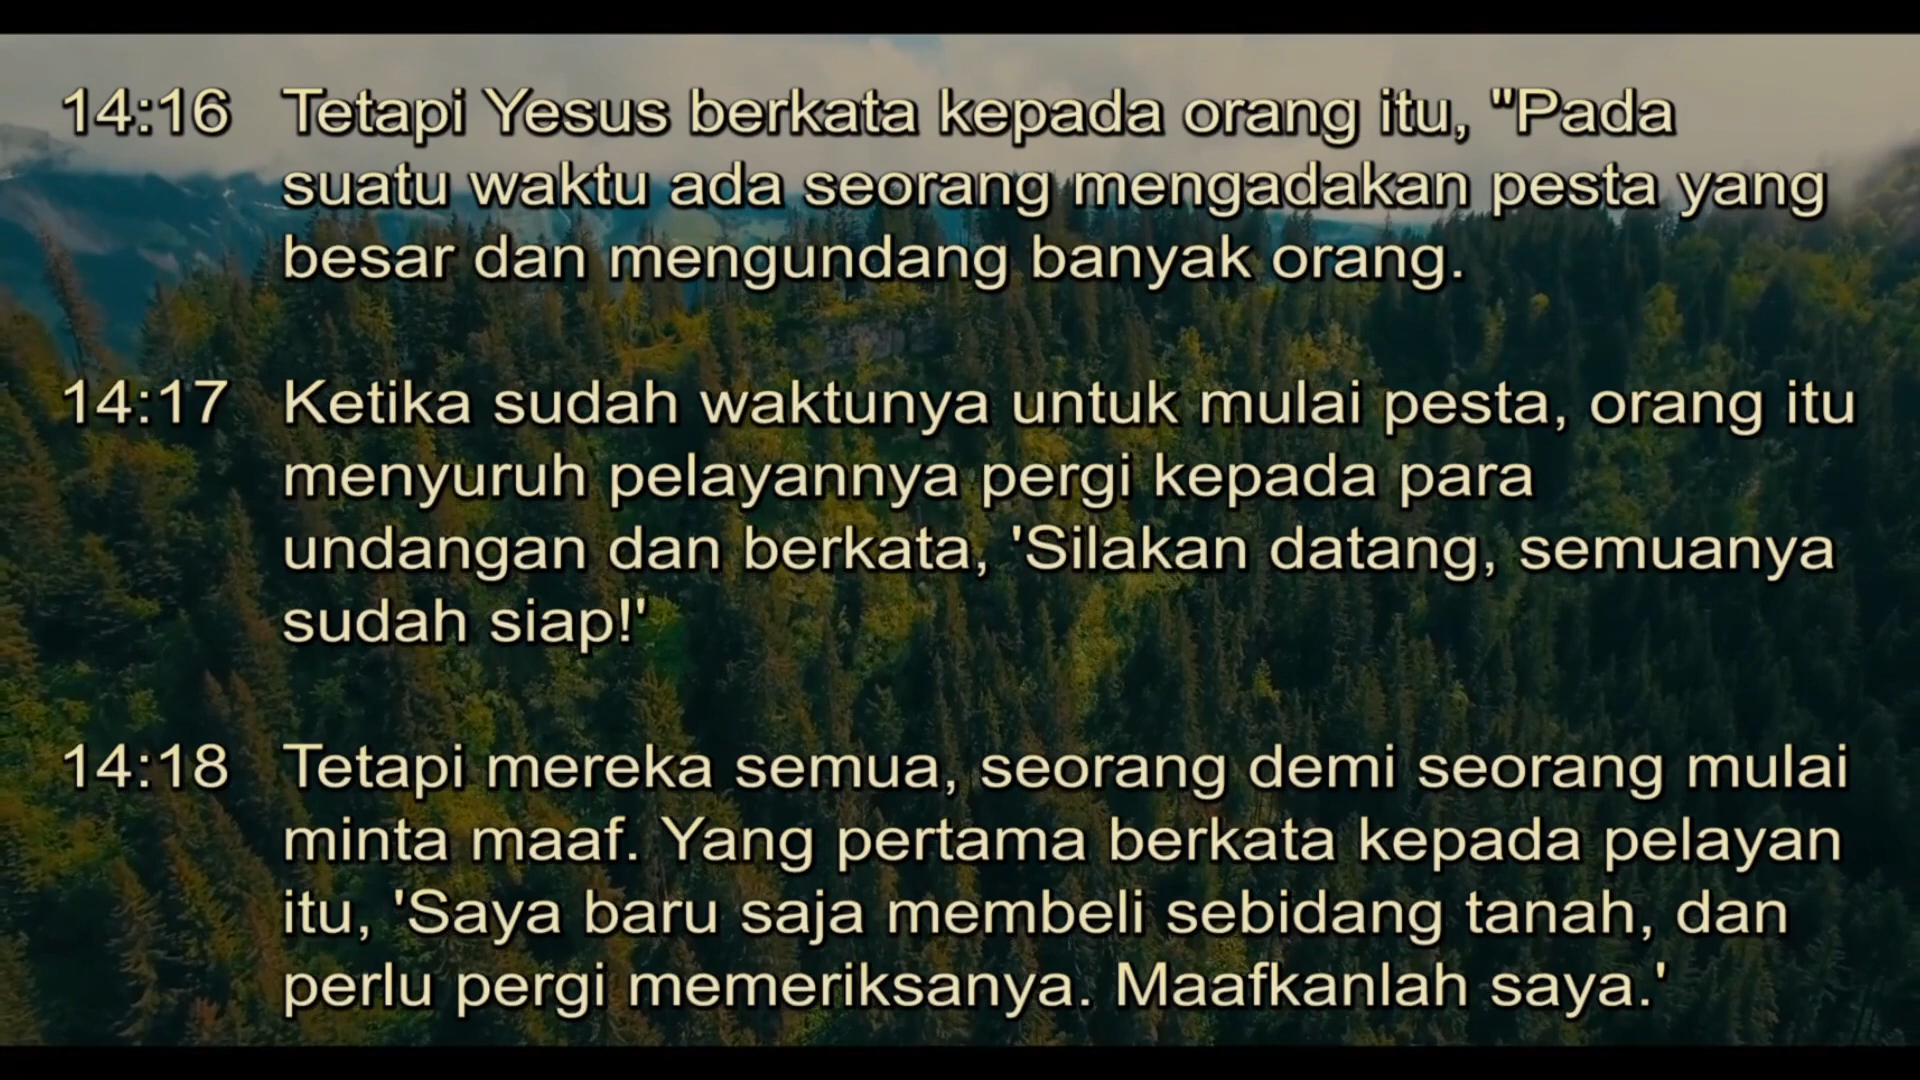 14:16 Tetapi Yesus berkata kepada orang itu, "Pada
suatu waktu ada seorang mengadakan pesta yang
besar dan mengundang banyak orang.
14:17 Ketika sudah waktunya untuk mulai pesta, orang itu
menyuruh pelayannya pergi kepada para
undangan dan berkata, 'Silakan datang, semuanya
sudah siap!'
14:18 Tetapi mereka semua, seorang demi seorang mulai
minta maaf. Yang pertama berkata kepada pelayan
itu, 'Saya baru saja membeli sebidang tanah, dan
perlu pergi memeriksanya. Maafkanlah saya.'